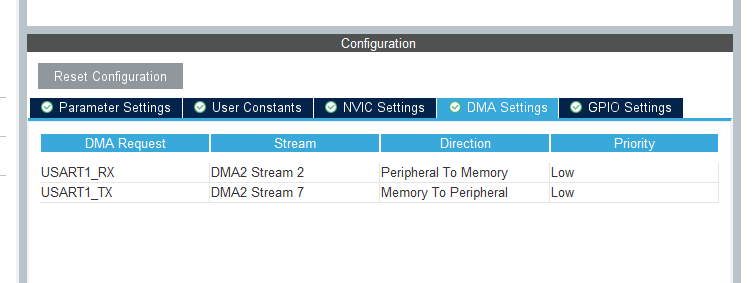 Configuration
Reset Configuration
Parameter Settings User Constants NVIC Settings DMA Settings GPIO Settings
DMA Request Stream Direction Priority
USART1_RX DMA2 Stream 2 Peripheral To Memory Low
USART1_TX DMA2 Stream 7 Memory To Peripheral Low